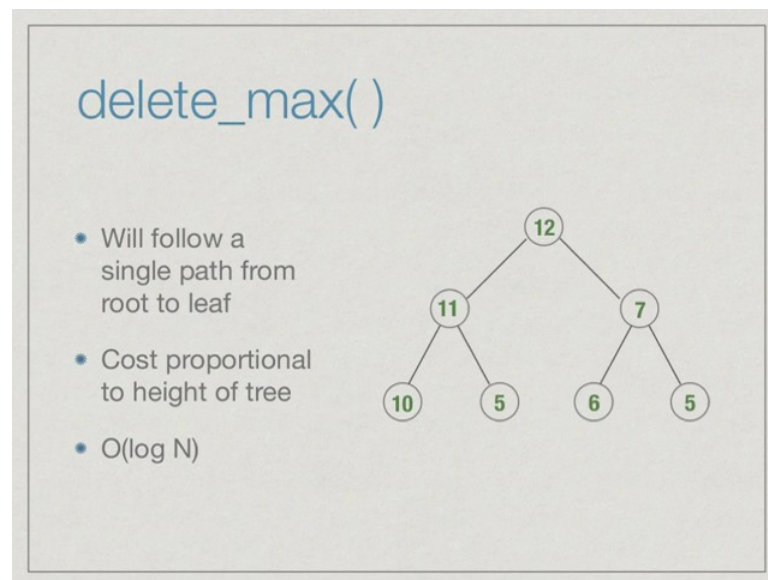 delete_max( )
Will follow a
single path from
root to leaf
Cost proportional
to height of tree
O(log N)
12
11
7
10
5
6
5